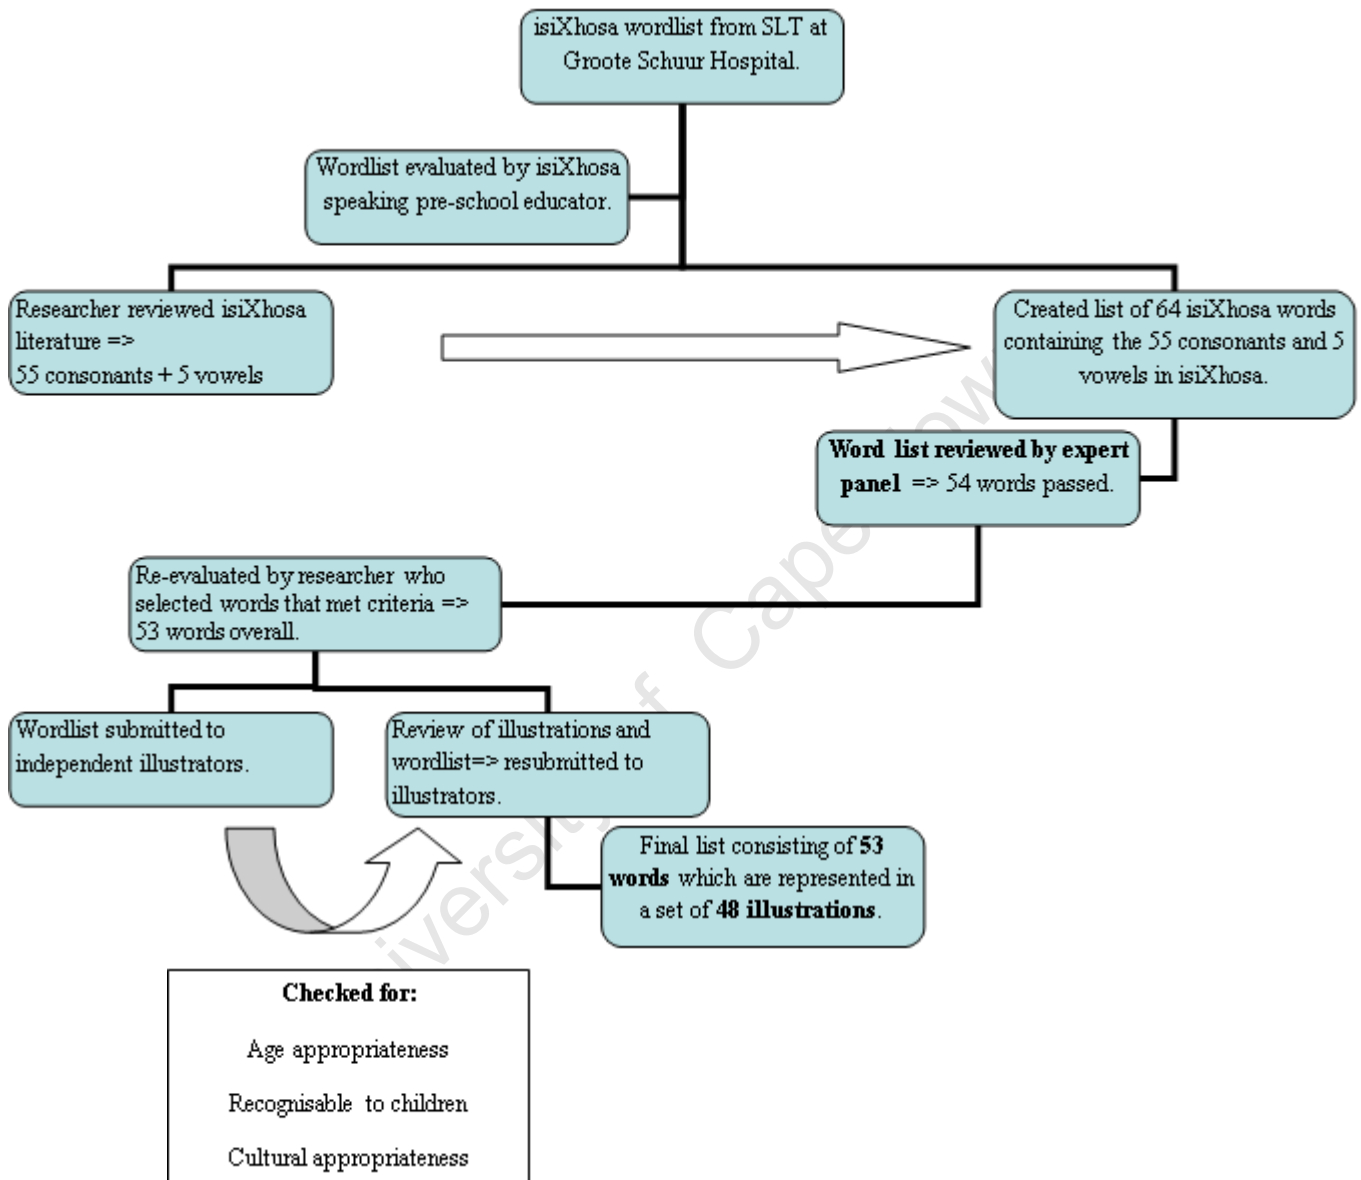 isiXhosa wordlist from SLT at
Groote Schuur Hospital.
Wordlist evaluated by isiXhosa
speaking pre-school educator.
Researcher reviewed isiXhosa
literature =>
55 consonants + 5 vowels
Created list of 64 isiXhosa words
containing the 55 consonants and 5
vowels in isiXhosa.
Word list reviewed by expert
panel => 54 words passed.
Re-evaluated by researcher who
selected words that met criteria =>
53 words overall.
Wordlist submitted to
independent illustrators.
Review of illustrations and
wordlist=> resubmitted to
illustrators.
Final list consisting of 53
words which are represented in
a set of 48 illustrations.
Checked for:
Age appropriateness
Recognisable to children
Cultural appropriateness
iversity of Cape Tow